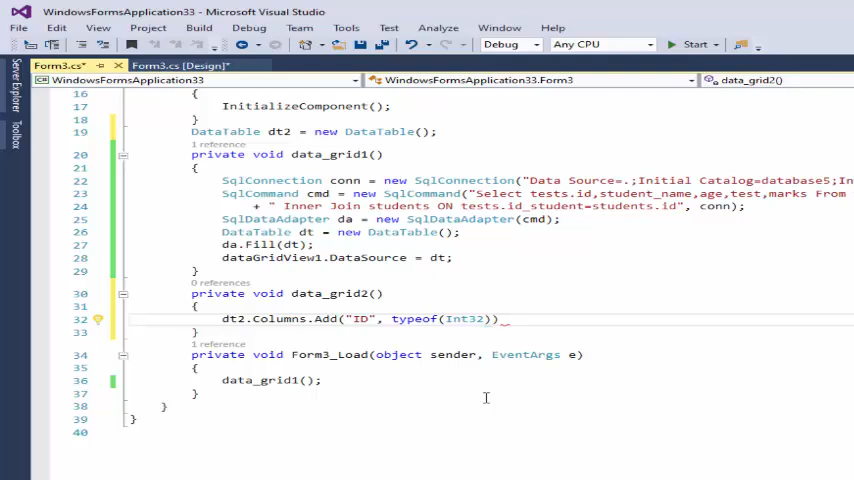 WindowsFormsApplication33 - Microsoft Visual Studio
File Edit View Project Build Debug Team Tools Test Analyze Window Help
Debug Any CPU Start
Form3.cs* Form3.cs [Design]*
WindowsFormsApplication33 WindowsFormsApplication33.Form3 data_grid2()
Server Explorer
Toolbox
16 {
17 InitializeComponent();
18 }
19 DataTable dt2 = new DataTable();
1 reference
20 private void data_grid1()
21 {
22 SqlConnection conn = new SqlConnection("Data Source=.;Initial Catalog=database5;In
23 SqlCommand cmd = new SqlCommand("Select tests.id,student_name,age,test,marks From
24 + " Inner Join students ON tests.id_student=students.id", conn);
25 SqlDataAdapter da = new SqlDataAdapter(cmd);
26 DataTable dt = new DataTable();
27 da.Fill(dt);
28 dataGridView1.DataSource = dt;
29 }
0 references
30 private void data_grid2()
31 {
32 dt2.Columns.Add("ID", typeof(Int32))
33 }
1 reference
34 private void Form3_Load(object sender, EventArgs e)
35 {
36 data_grid1();
37 }
38 }
39 }
40